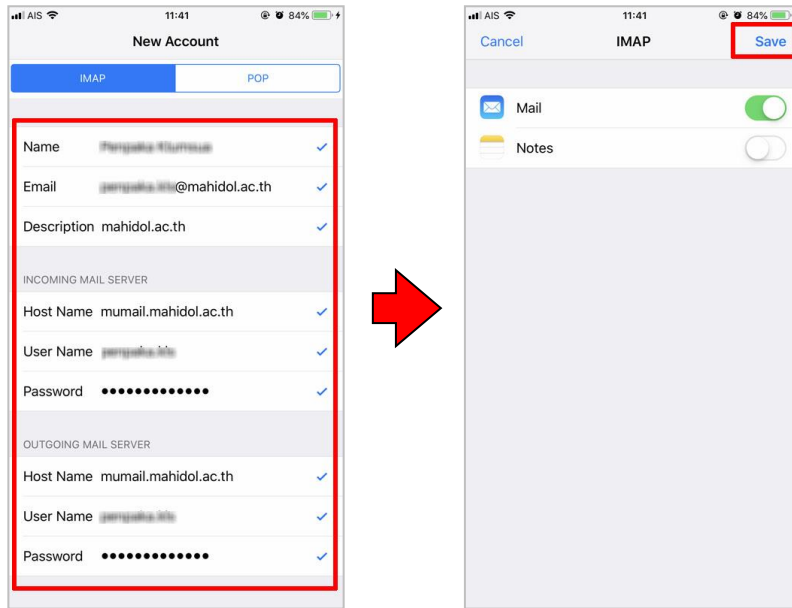 AIS 11:41 84%
New Account
IMAP POP
Name
Email @mahidol.ac.th
Description mahidol.ac.th
INCOMING MAIL SERVER
Host Name mumail.mahidol.ac.th
User Name
Password •••••••••••••
OUTGOING MAIL SERVER
Host Name mumail.mahidol.ac.th
User Name
Password •••••••••••••
AIS 11:41 84%
Cancel IMAP Save
Mail
Notes